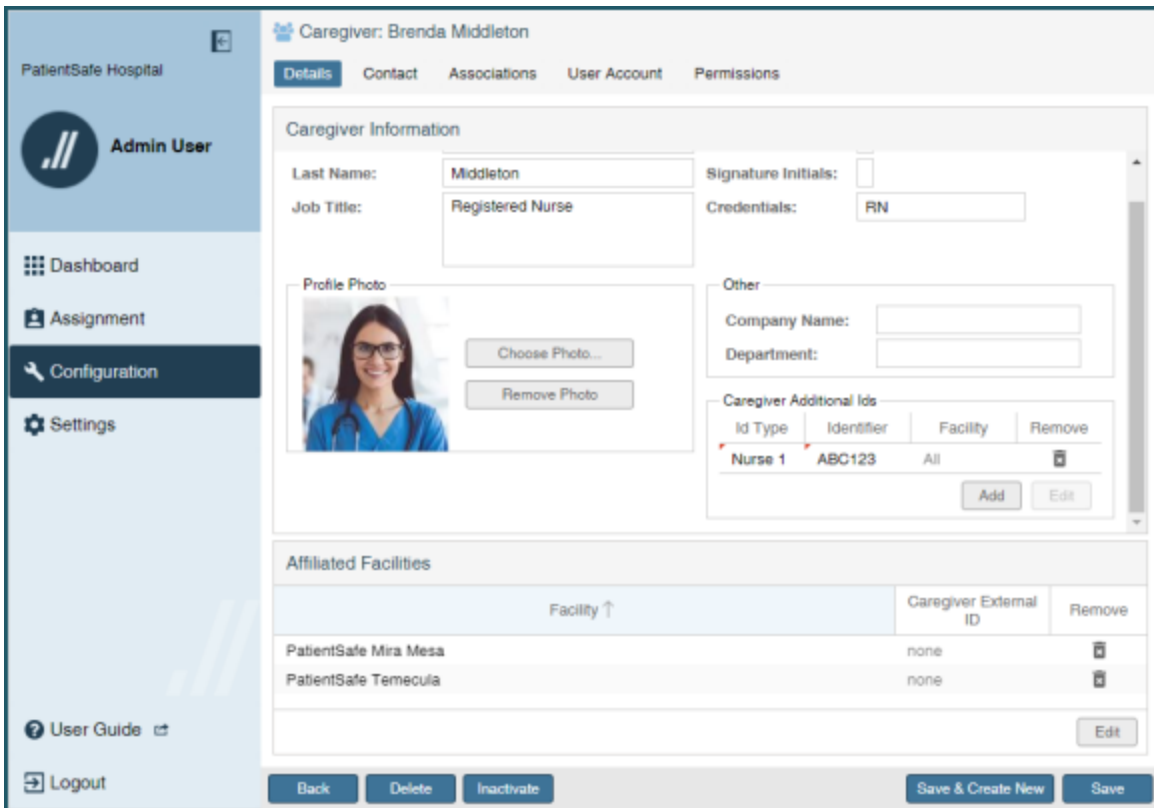 PatientSafe Hospital
Admin User
Dashboard
Assignment
Configuration
Settings
User Guide
Logout
Caregiver: Brenda Middleton
Details Contact Associations User Account Permissions
Caregiver Information
Last Name: Middleton Signature Initials:
Job Title: Registered Nurse Credentials: RN
Profile Photo
Choose Photo...
Remove Photo
Other
Company Name:
Department:
Caregiver Additional Ids
Id Type Identifier Facility Remove
Nurse 1 ABC123 All
Add Edit
Affiliated Facilities
Facility ↑ Caregiver External ID Remove
PatientSafe Mira Mesa none
PatientSafe Temecula none
Edit
Back Delete Inactivate Save & Create New Save